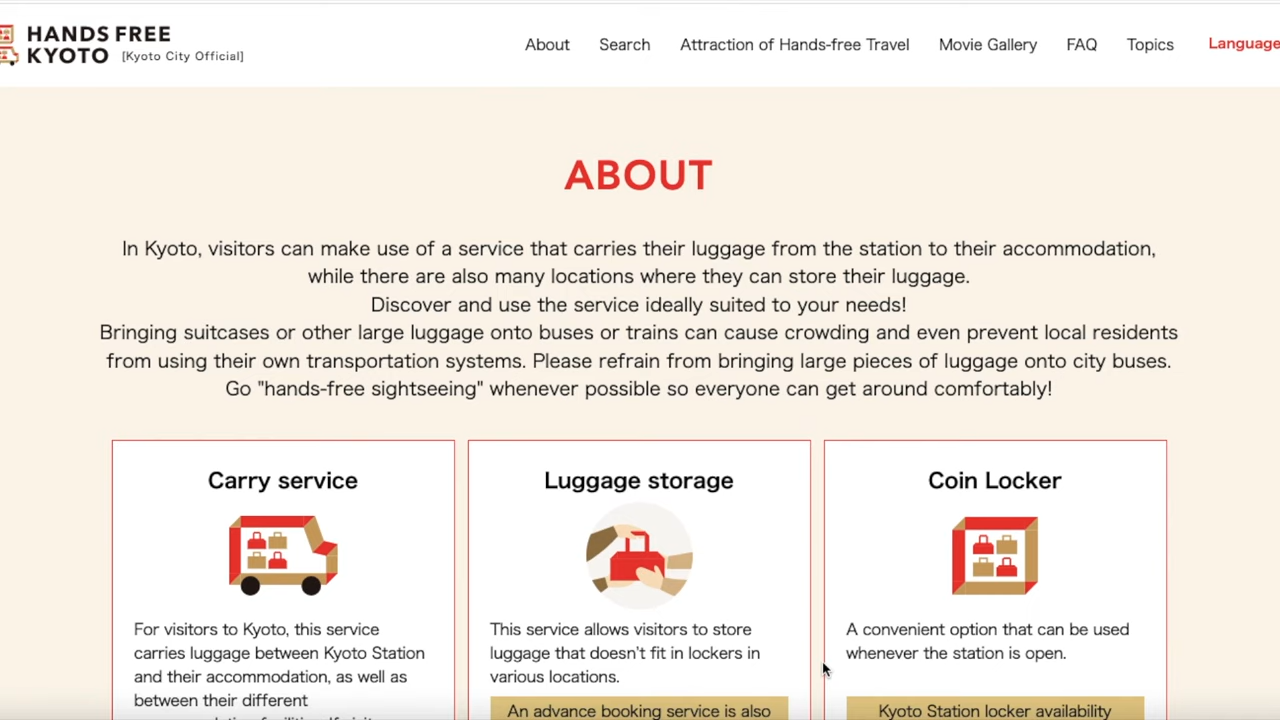 HANDS FREE
KYOTO [Kyoto City Official]
About Search Attraction of Hands-free Travel Movie Gallery FAQ Topics Language
ABOUT
In Kyoto, visitors can make use of a service that carries their luggage from the station to their accommodation,
while there are also many locations where they can store their luggage.
Discover and use the service ideally suited to your needs!
Bringing suitcases or other large luggage onto buses or trains can cause crowding and even prevent local residents
from using their own transportation systems. Please refrain from bringing large pieces of luggage onto city buses.
Go "hands-free sightseeing" whenever possible so everyone can get around comfortably!
Carry service
For visitors to Kyoto, this service
carries luggage between Kyoto Station
and their accommodation, as well as
between their different
Luggage storage
This service allows visitors to store
luggage that doesn't fit in lockers in
various locations.
An advance booking service is also
Coin Locker
A convenient option that can be used
whenever the station is open.
Kyoto Station locker availability